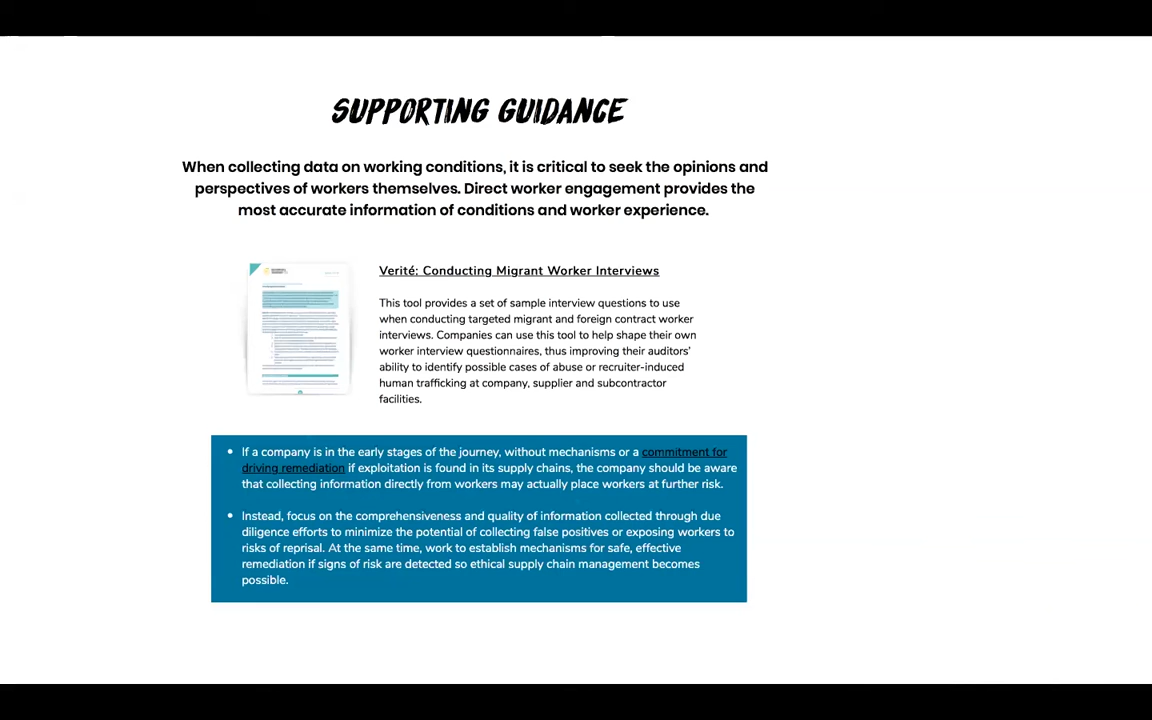 SUPPORTING GUIDANCE
When collecting data on working conditions, it is critical to seek the opinions and
perspectives of workers themselves. Direct worker engagement provides the
most accurate information of conditions and worker experience.
Verité: Conducting Migrant Worker Interviews
This tool provides a set of sample interview questions to use
when conducting targeted migrant and foreign contract worker
interviews. Companies can use this tool to help shape their own
worker interview questionnaires, thus improving their auditors’
ability to identify possible cases of abuse or recruiter-induced
human trafficking at company, supplier and subcontractor
facilities.
• If a company is in the early stages of the journey, without mechanisms or a commitment for
driving remediation if exploitation is found in its supply chains, the company should be aware
that collecting information directly from workers may actually place workers at further risk.
• Instead, focus on the comprehensiveness and quality of information collected through due
diligence efforts to minimize the potential of collecting false positives or exposing workers to
risks of reprisal. At the same time, work to establish mechanisms for safe, effective
remediation if signs of risk are detected so ethical supply chain management becomes
possible.